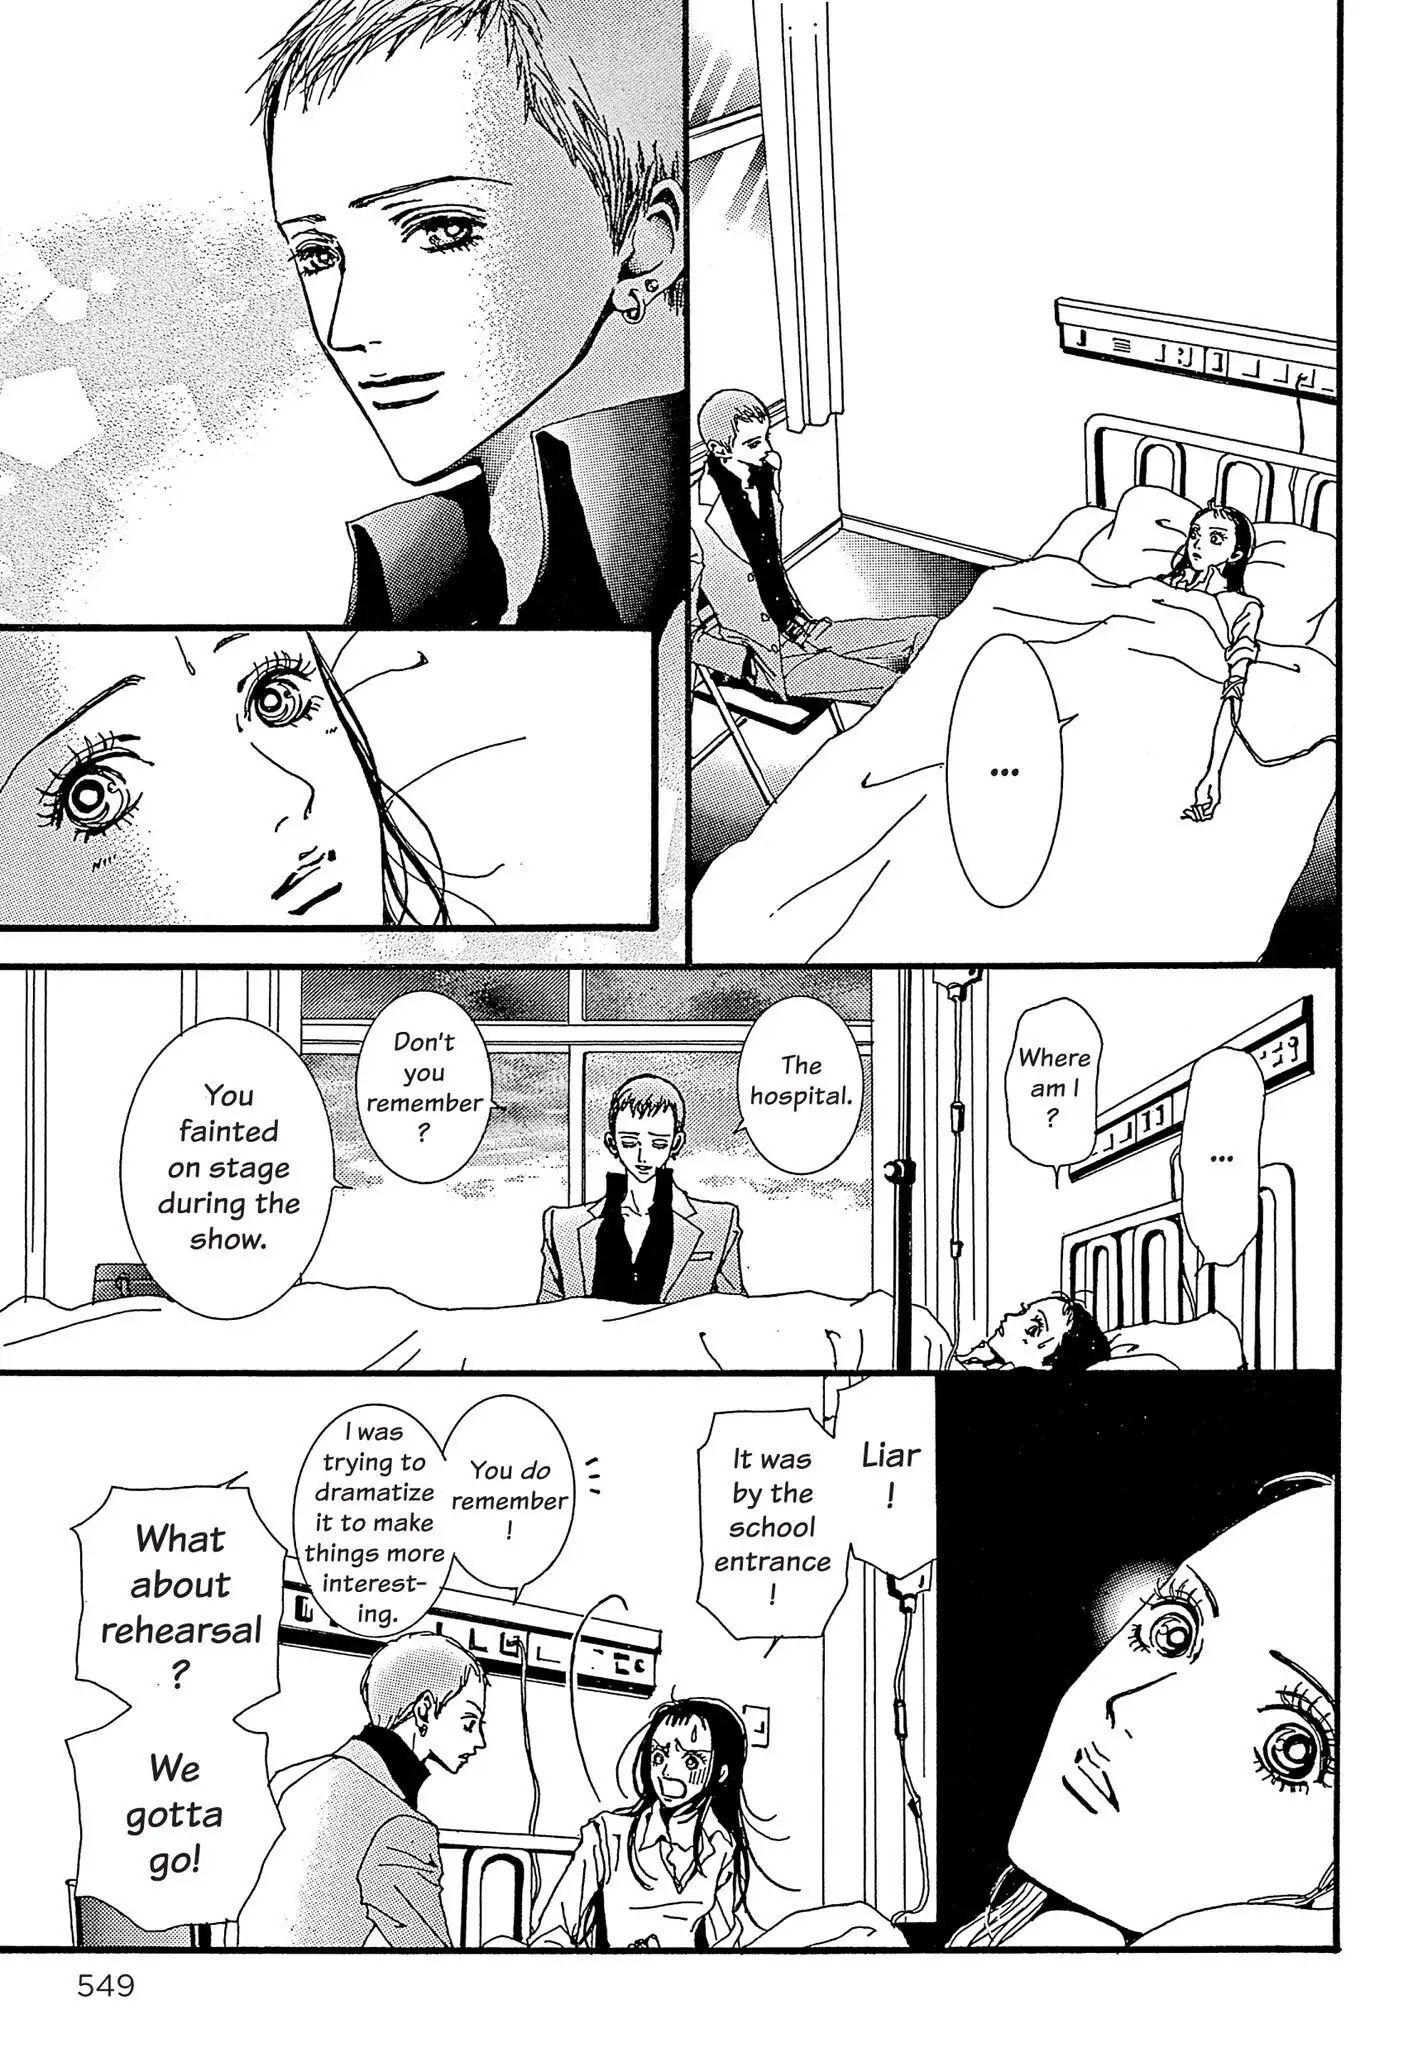 ...
...
Where
am I
?
The
hospital.
Don't
you
remember
?
You
fainted
on stage
during the
show.
Liar
!
It was
by the
school
entrance
!
You do
remember
!
I was
trying to
dramatize
it to make
things more
interest-
ing.
What
about
rehearsal
?
We
gotta
go!
549